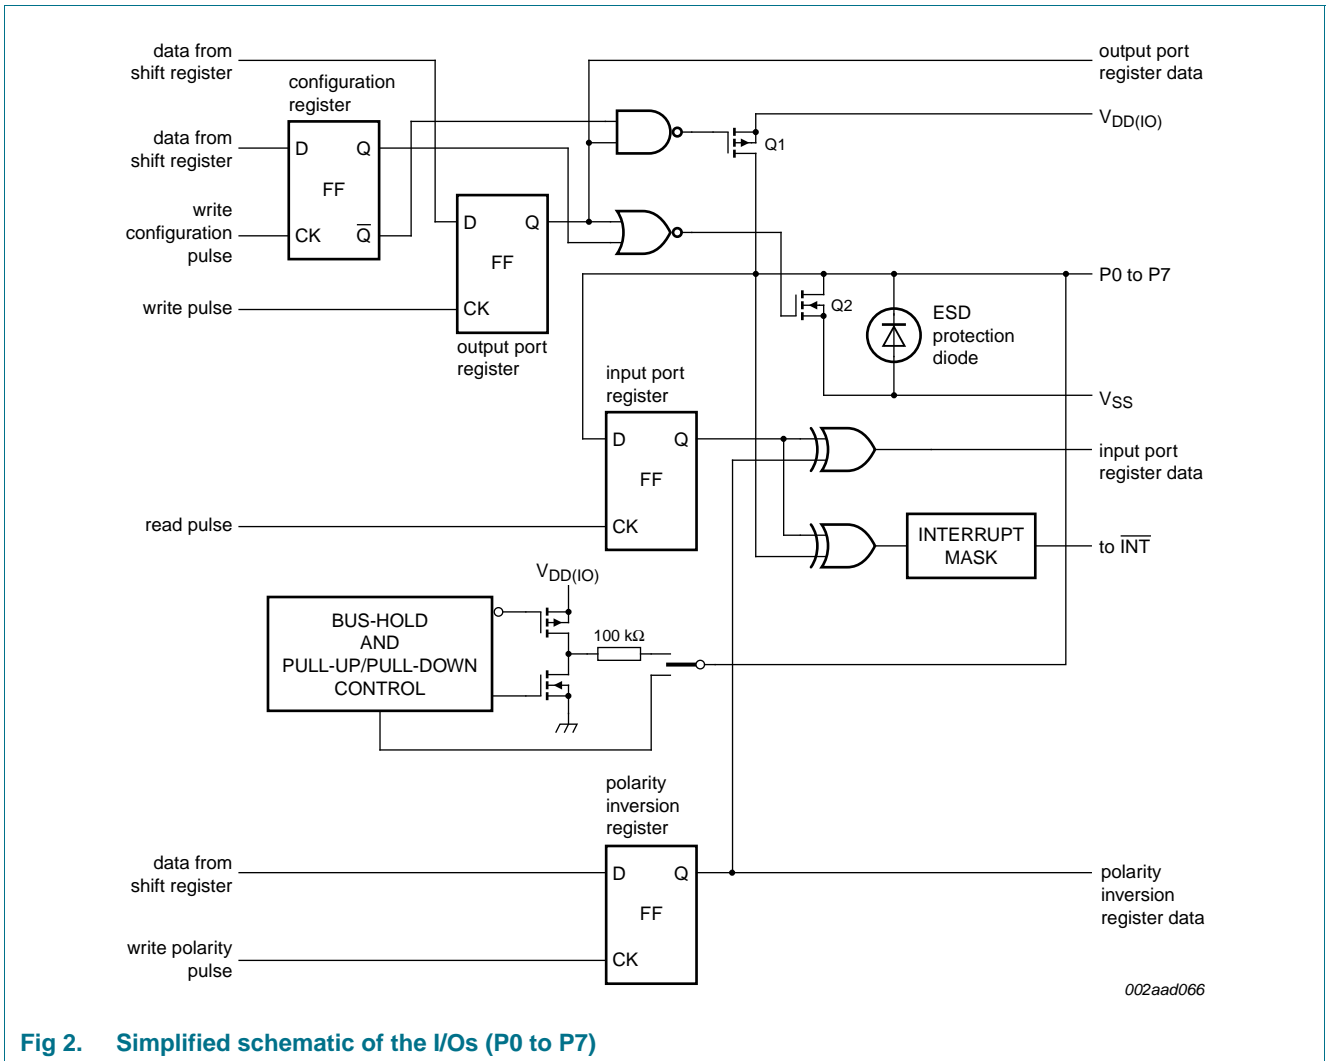 data from
shift register
output port
register data
configuration
register
VDD(IO)
data from
shift register
D
Q
FF
Q1
write
configuration
pulse
CK
Q̅
D
Q
FF
P0 to P7
Q2
write pulse
CK
ESD
protection
diode
output port
register
input port
register
VSS
D
Q
FF
input port
register data
read pulse
CK
INTERRUPT
MASK
to I̅N̅T̅
VDD(IO)
BUS-HOLD
AND
PULL-UP/PULL-DOWN
CONTROL
100 kΩ
polarity
inversion
register
data from
shift register
D
Q
FF
polarity
inversion
register data
write polarity
pulse
CK
002aad066
Fig 2. Simplified schematic of the I/Os (P0 to P7)